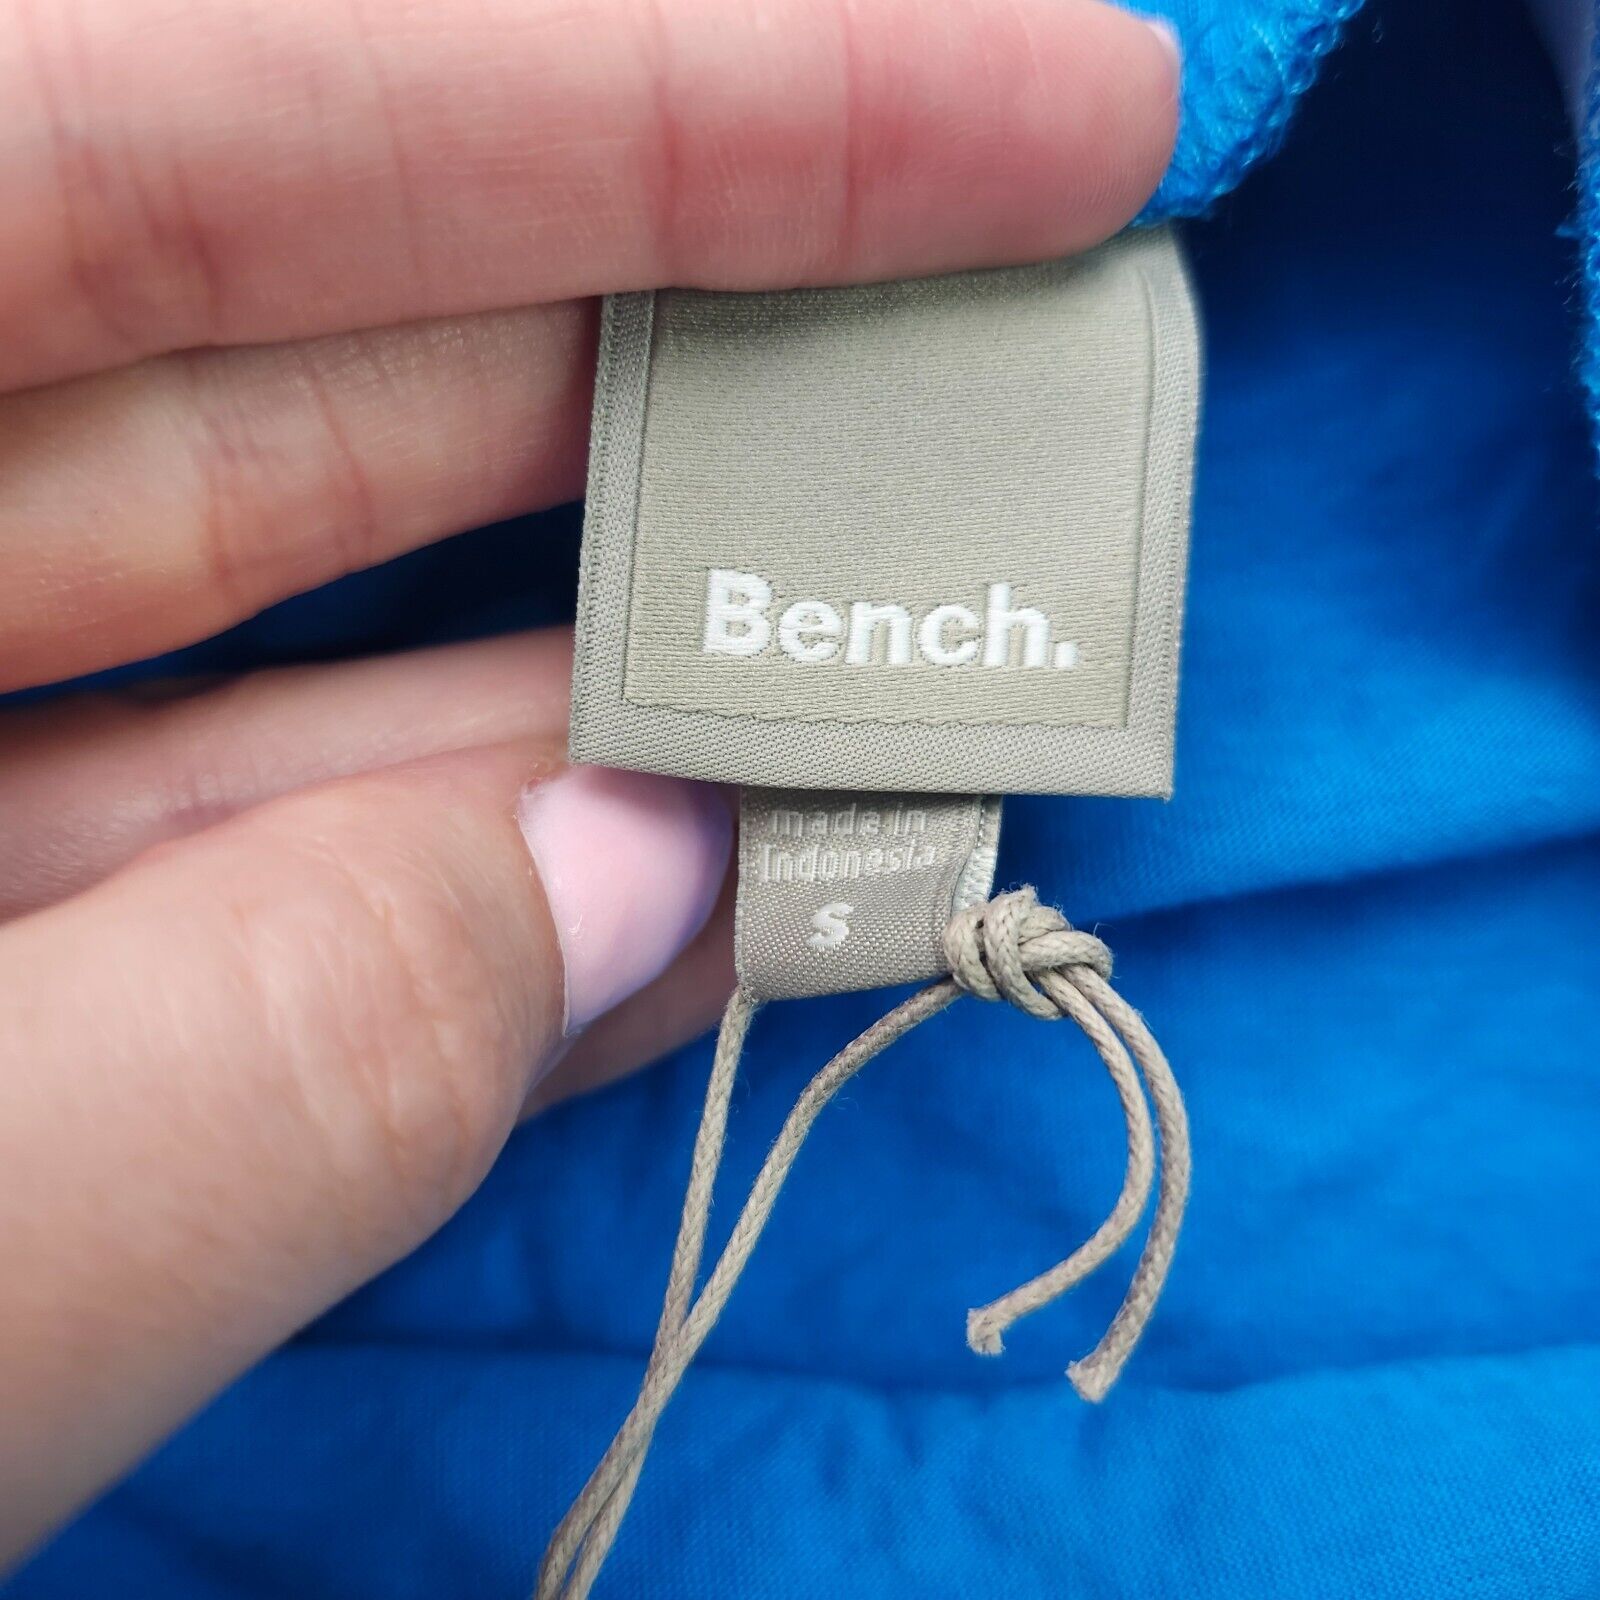 Bench.
made in
Indonesia
S